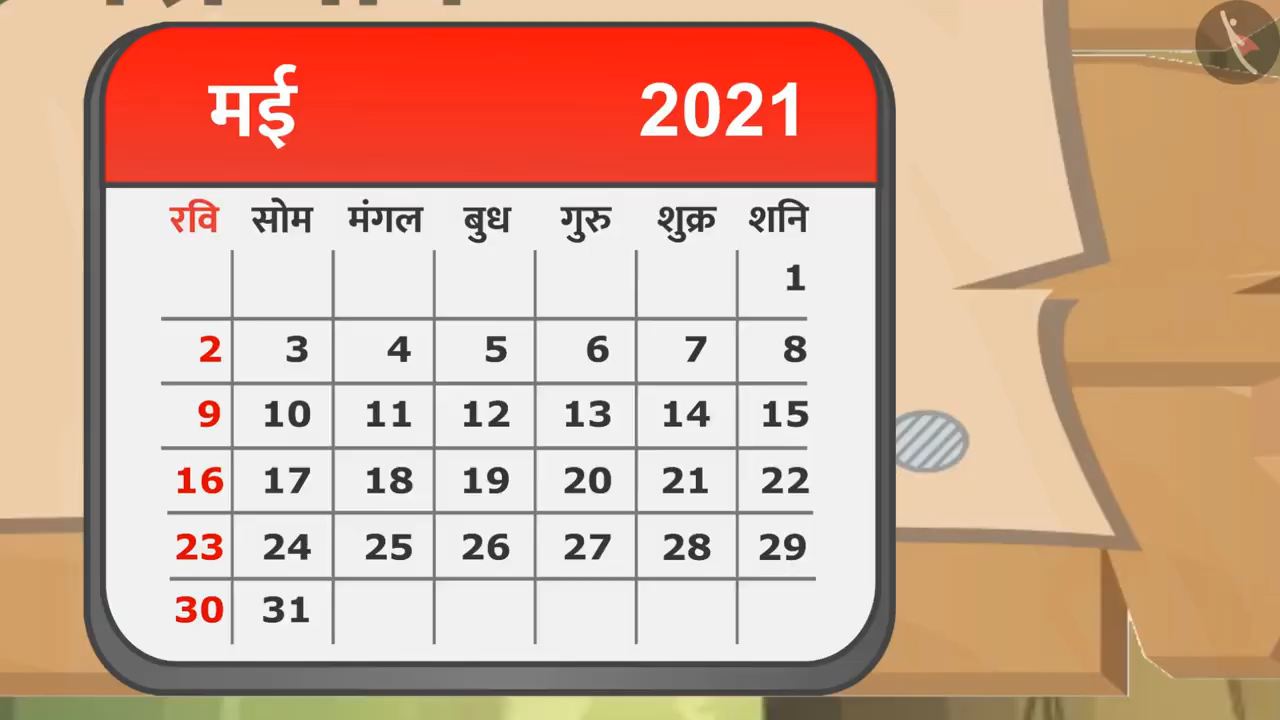 मई 2021
रवि सोम मंगल बुध गुरु शुक्र शनि
1
2 3 4 5 6 7 8
9 10 11 12 13 14 15
16 17 18 19 20 21 22
23 24 25 26 27 28 29
30 31